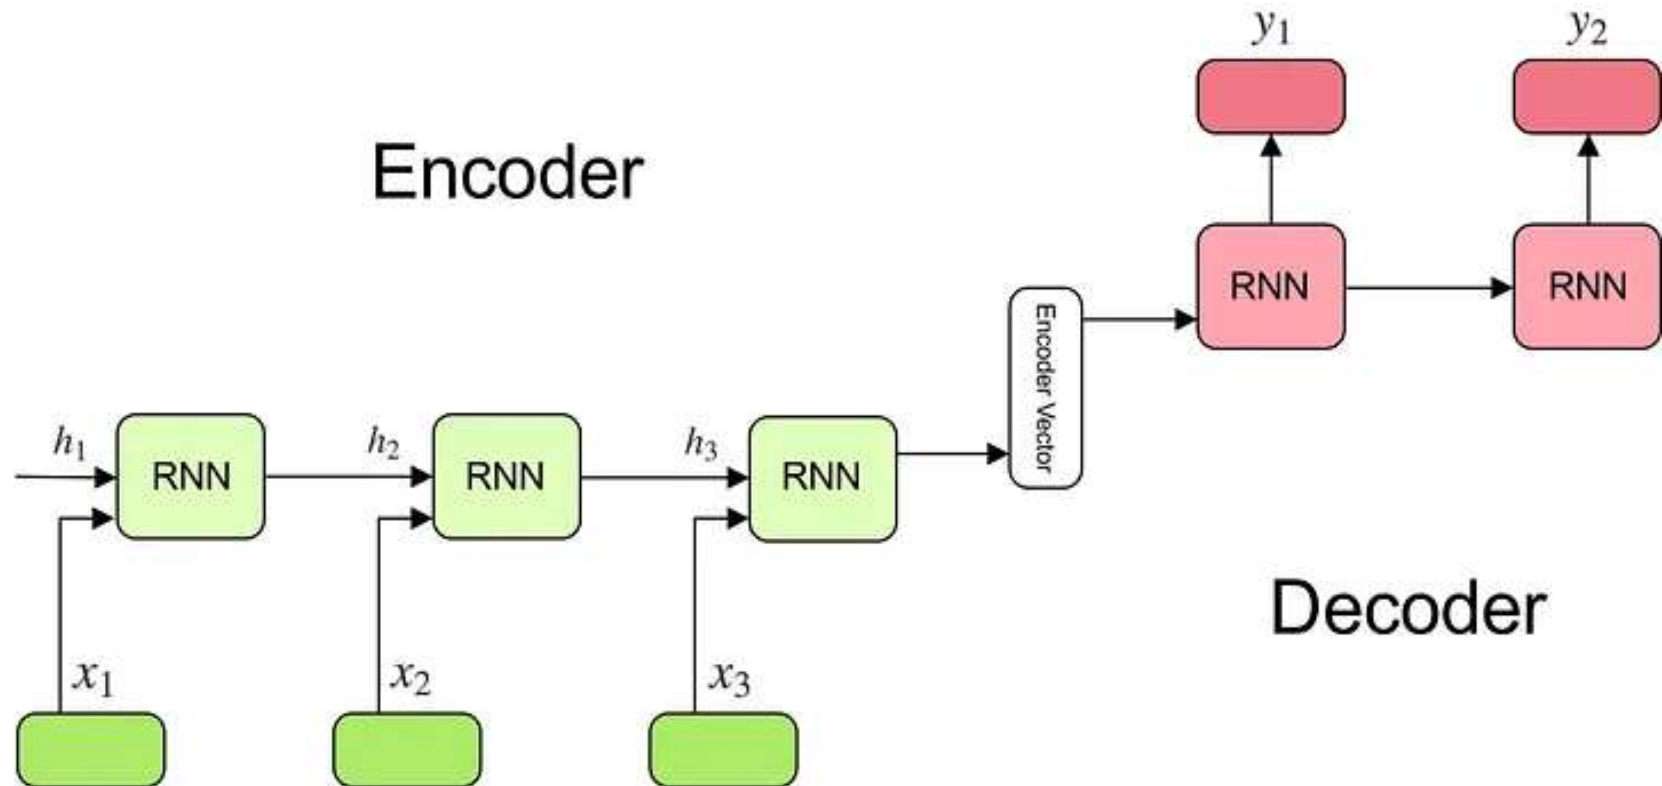 y₁ y₂
Encoder
RNN RNN
Encoder Vector
h₁ h₂ h₃
RNN RNN RNN
Decoder
x₁ x₂ x₃